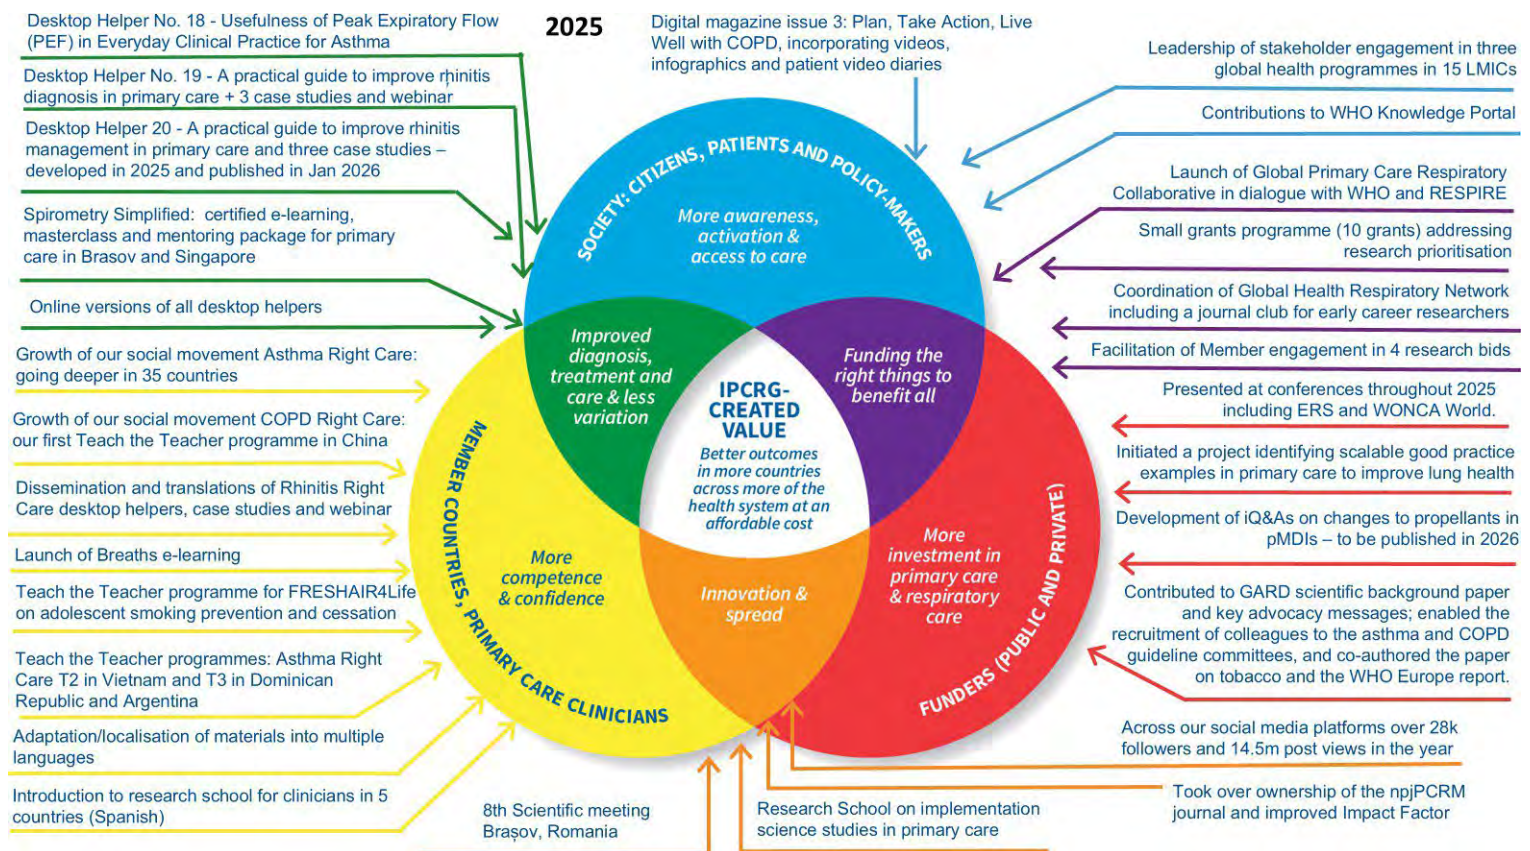 2025
Desktop Helper No. 18 - Usefulness of Peak Expiratory Flow
(PEF) in Everyday Clinical Practice for Asthma
Desktop Helper No. 19 - A practical guide to improve rhinitis
diagnosis in primary care + 3 case studies and webinar
Desktop Helper 20 - A practical guide to improve rhinitis
management in primary care and three case studies –
developed in 2025 and published in Jan 2026
Spirometry Simplified: certified e-learning,
masterclass and mentoring package for primary
care in Brasov and Singapore
Online versions of all desktop helpers
Growth of our social movement Asthma Right Care:
going deeper in 35 countries
Growth of our social movement COPD Right Care:
our first Teach the Teacher programme in China
Dissemination and translations of Rhinitis Right
Care desktop helpers, case studies and webinar
Launch of Breaths e-learning
Teach the Teacher programme for FRESHAIR4Life
on adolescent smoking prevention and cessation
Teach the Teacher programmes: Asthma Right
Care T2 in Vietnam and T3 in Dominican
Republic and Argentina
Adaptation/localisation of materials into multiple
languages
Introduction to research school for clinicians in 5
countries (Spanish)
Digital magazine issue 3: Plan, Take Action, Live
Well with COPD, incorporating videos,
infographics and patient video diaries
SOCIETY: CITIZENS, PATIENTS AND POLICY-MAKERS
More awareness,
activation &
access to care
Improved
diagnosis,
treatment and
care & less
variation
Funding the
right things to
benefit all
IPCRG-
CREATED
VALUE
Better outcomes
in more countries
across more of the
health system at an
affordable cost
MEMBER COUNTRIES, PRIMARY CARE CLINICIANS
More
competence
& confidence
Innovation &
spread
More
investment in
primary care
& respiratory
care
FUNDERS (PUBLIC AND PRIVATE)
8th Scientific meeting
Brașov, Romania
Research School on implementation
science studies in primary care
Leadership of stakeholder engagement in three
global health programmes in 15 LMICs
Contributions to WHO Knowledge Portal
Launch of Global Primary Care Respiratory
Collaborative in dialogue with WHO and RESPIRE
Small grants programme (10 grants) addressing
research prioritisation
Coordination of Global Health Respiratory Network
including a journal club for early career researchers
Facilitation of Member engagement in 4 research bids
Presented at conferences throughout 2025
including ERS and WONCA World.
Initiated a project identifying scalable good practice
examples in primary care to improve lung health
Development of iQ&As on changes to propellants in
pMDIs – to be published in 2026
Contributed to GARD scientific background paper
and key advocacy messages; enabled the
recruitment of colleagues to the asthma and COPD
guideline committees, and co-authored the paper
on tobacco and the WHO Europe report.
Across our social media platforms over 28k
followers and 14.5m post views in the year
Took over ownership of the npjPCRM
journal and improved Impact Factor